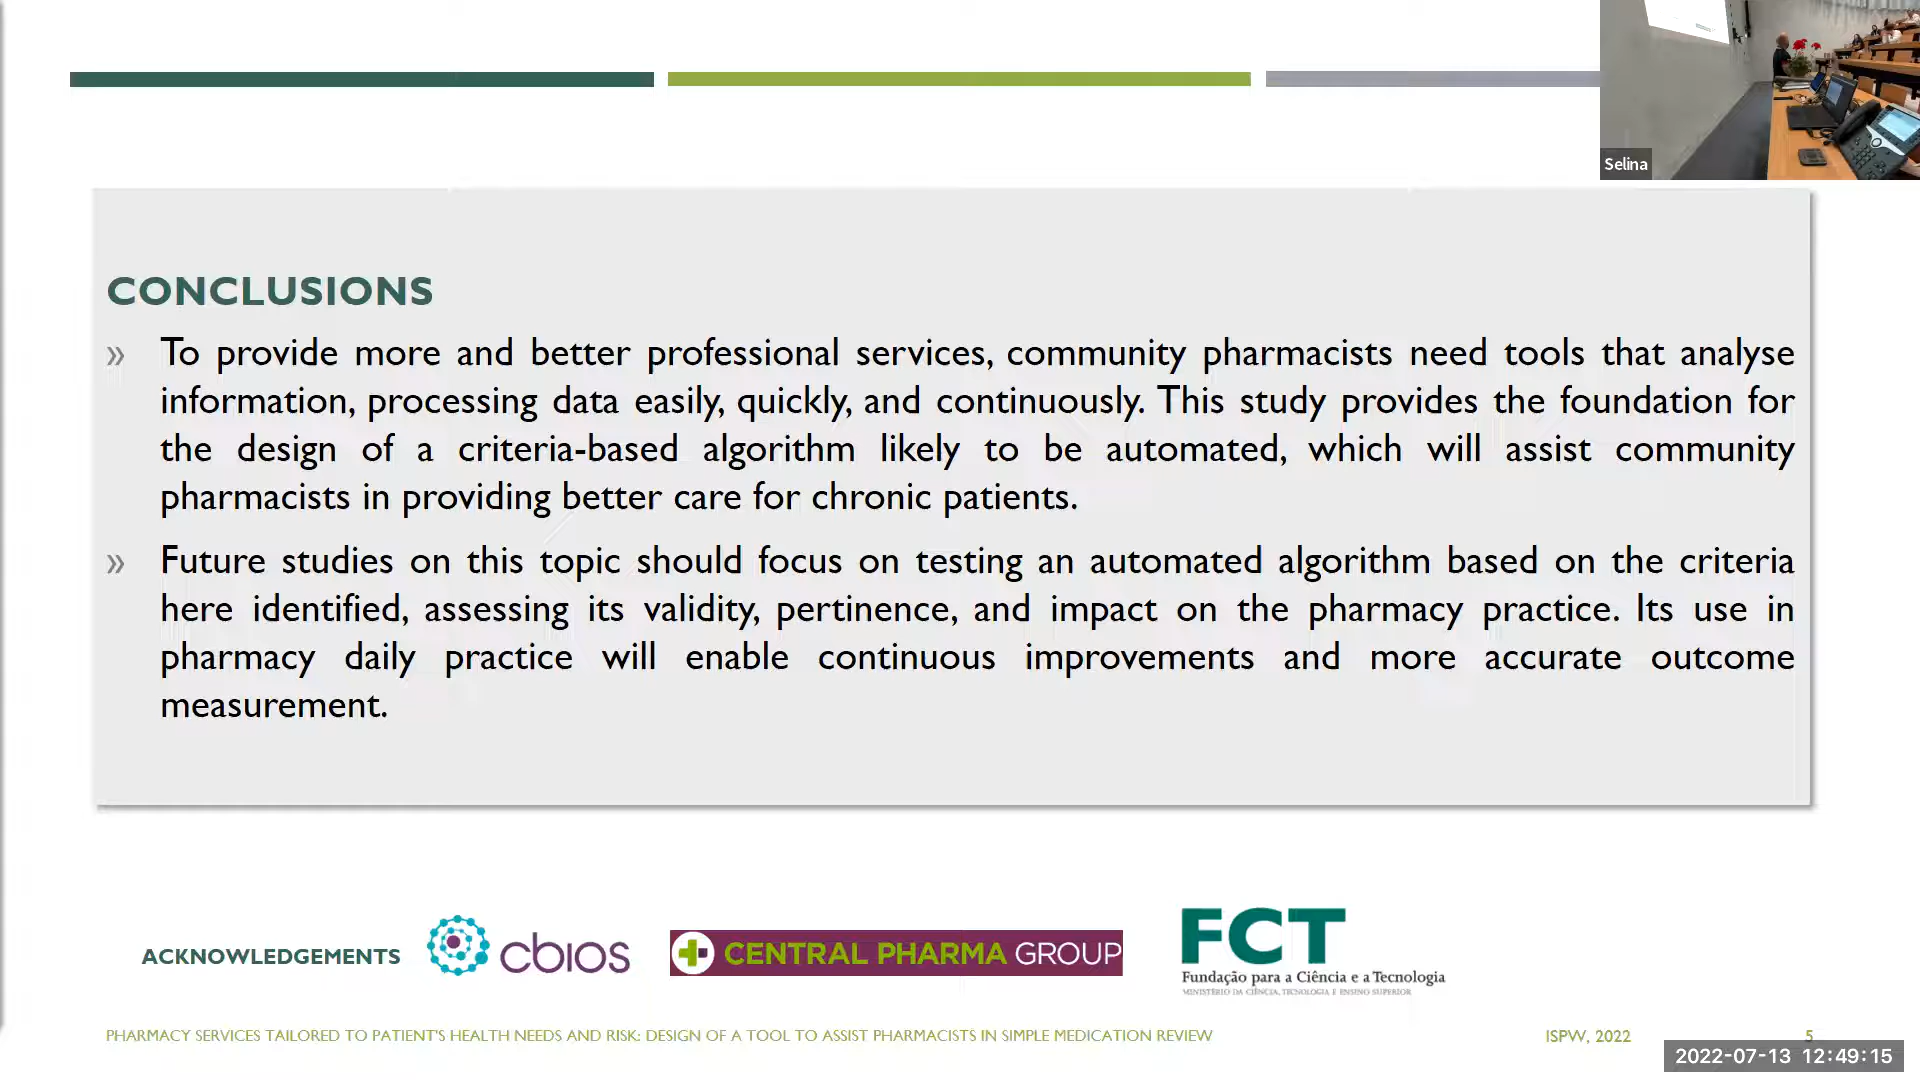 Selina
CONCLUSIONS
» To provide more and better professional services, community pharmacists need tools that analyse
information, processing data easily, quickly, and continuously. This study provides the foundation for
the design of a criteria-based algorithm likely to be automated, which will assist community
pharmacists in providing better care for chronic patients.
» Future studies on this topic should focus on testing an automated algorithm based on the criteria
here identified, assessing its validity, pertinence, and impact on the pharmacy practice. Its use in
pharmacy daily practice will enable continuous improvements and more accurate outcome
measurement.
ACKNOWLEDGEMENTS
cbios
CENTRAL PHARMA GROUP
FCT
Fundação para a Ciência e a Tecnologia
MINISTÉRIO DA CIÊNCIA, TECNOLOGIA E ENSINO SUPERIOR
PHARMACY SERVICES TAILORED TO PATIENT'S HEALTH NEEDS AND RISK: DESIGN OF A TOOL TO ASSIST PHARMACISTS IN SIMPLE MEDICATION REVIEW
ISPW, 2022
5
2022-07-13 12:49:15